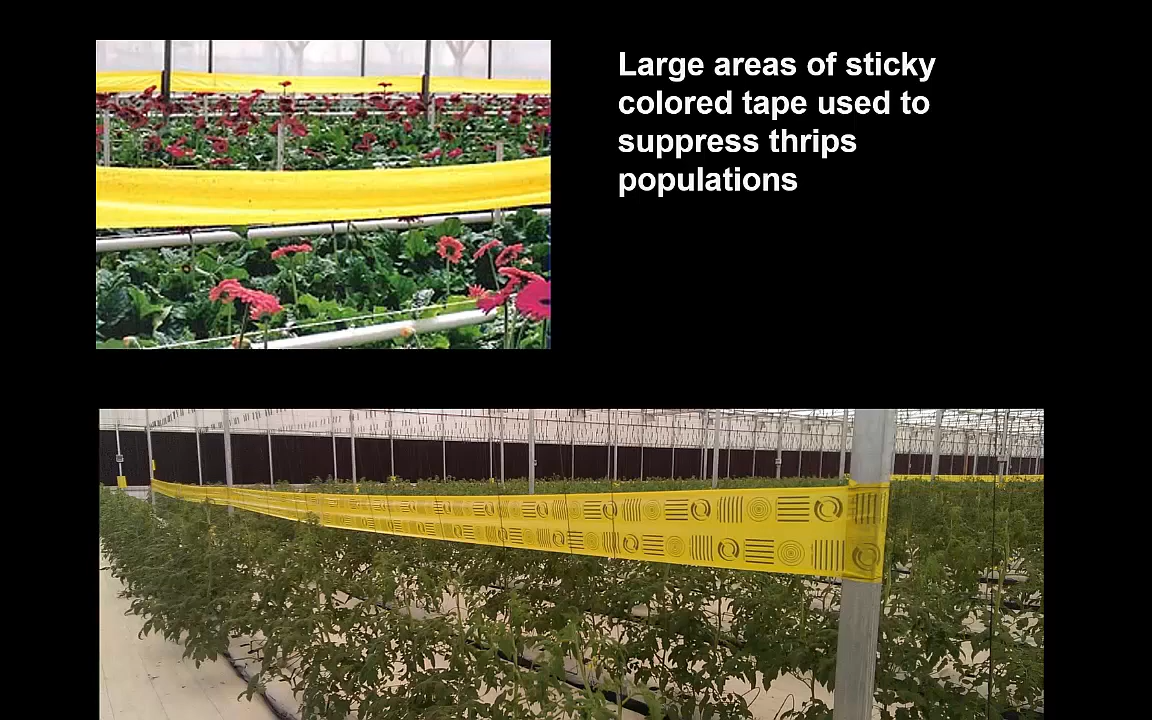 Large areas of sticky
colored tape used to
suppress thrips
populations